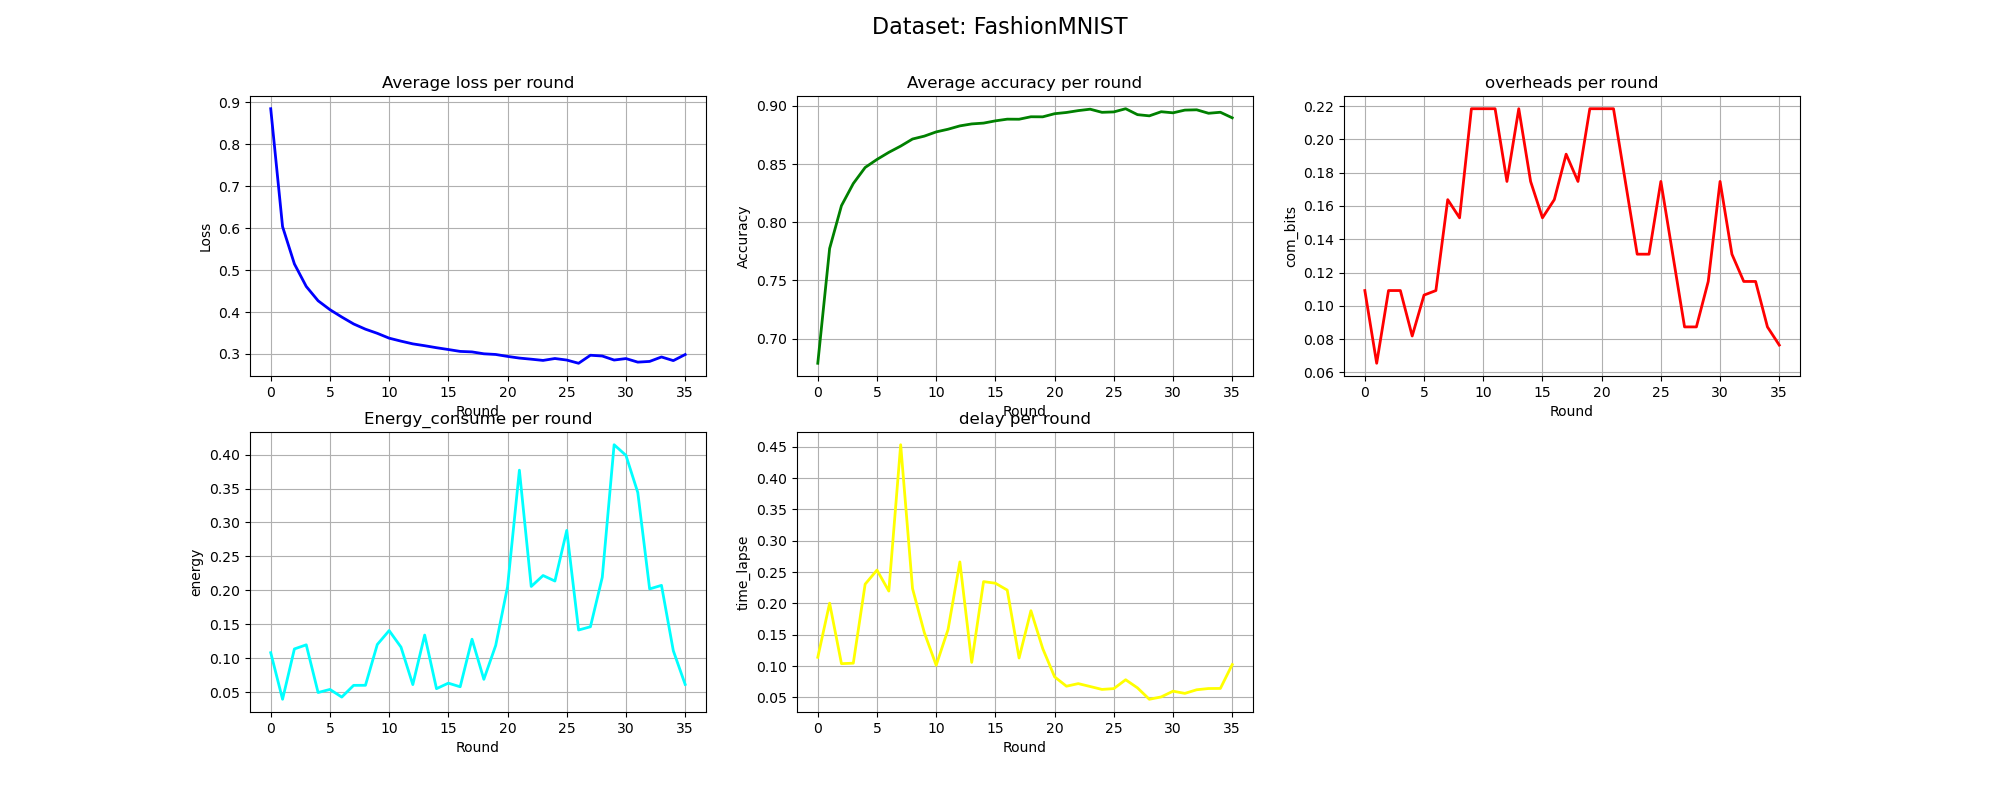 Dataset: FashionMNIST
Average loss per round
0.9
0.8
0.7
0.6
0.5
0.4
0.3
Loss
0 5 10 15 20 25 30 35
Round
Average accuracy per round
0.90
0.85
0.80
0.75
0.70
Accuracy
0 5 10 15 20 25 30 35
Round
overheads per round
0.22
0.20
0.18
0.16
0.14
0.12
0.10
0.08
0.06
com_bits
0 5 10 15 20 25 30 35
Round
Energy_consume per round
0.40
0.35
0.30
0.25
0.20
0.15
0.10
0.05
energy
0 5 10 15 20 25 30 35
Round
delay per round
0.45
0.40
0.35
0.30
0.25
0.20
0.15
0.10
0.05
time_lapse
0 5 10 15 20 25 30 35
Round